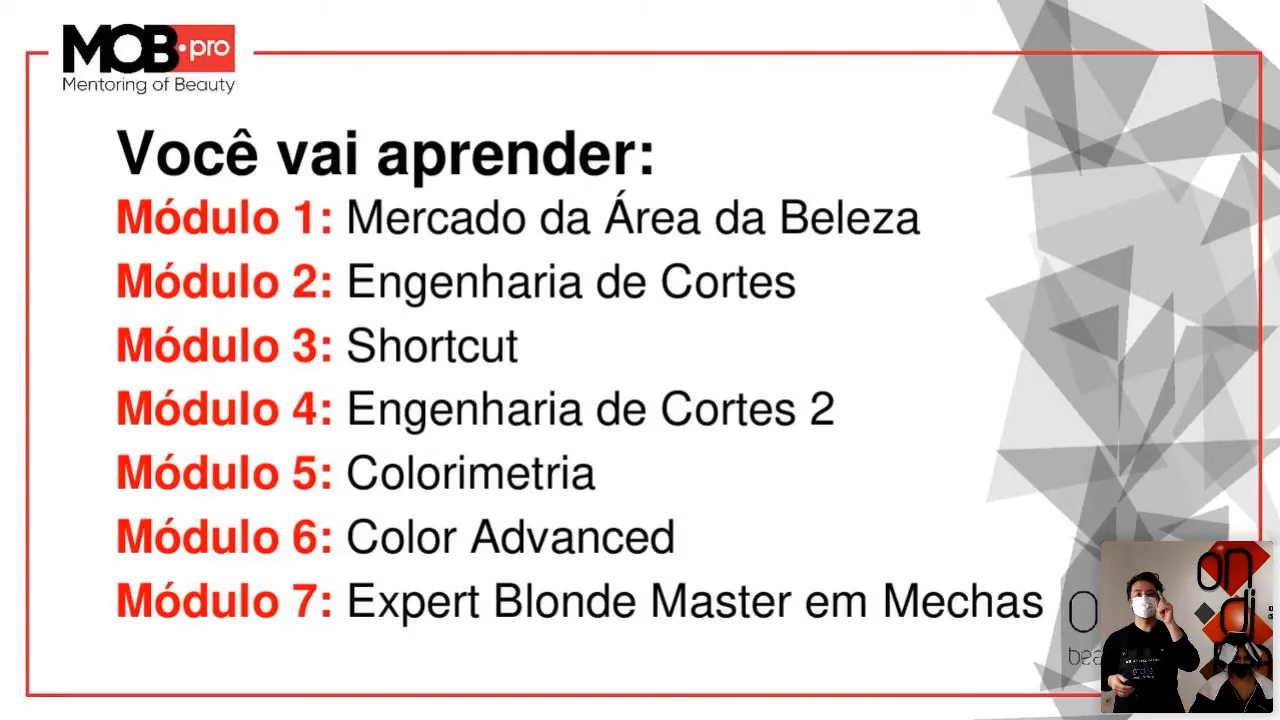 MOB•pro
Mentoring of Beauty
Você vai aprender:
Módulo 1: Mercado da Área da Beleza
Módulo 2: Engenharia de Cortes
Módulo 3: Shortcut
Módulo 4: Engenharia de Cortes 2
Módulo 5: Colorimetria
Módulo 6: Color Advanced
Módulo 7: Expert Blonde Master em Mechas
on
di